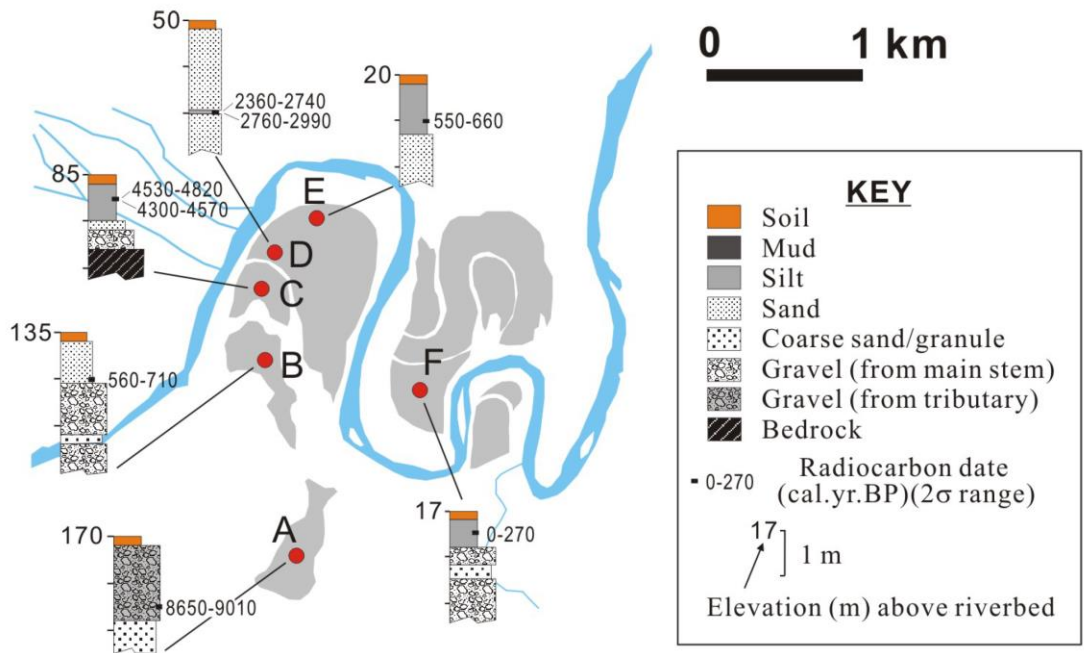 50
2360-2740
2760-2990
20
550-660
85
4530-4820
4300-4570
E
D
C
135
560-710
B
F
170
8650-9010
A
17
0-270
0 1 km
KEY
Soil
Mud
Silt
Sand
Coarse sand/granule
Gravel (from main stem)
Gravel (from tributary)
Bedrock
0-270 Radiocarbon date
(cal.yr.BP)(2σ range)
17
1 m
Elevation (m) above riverbed